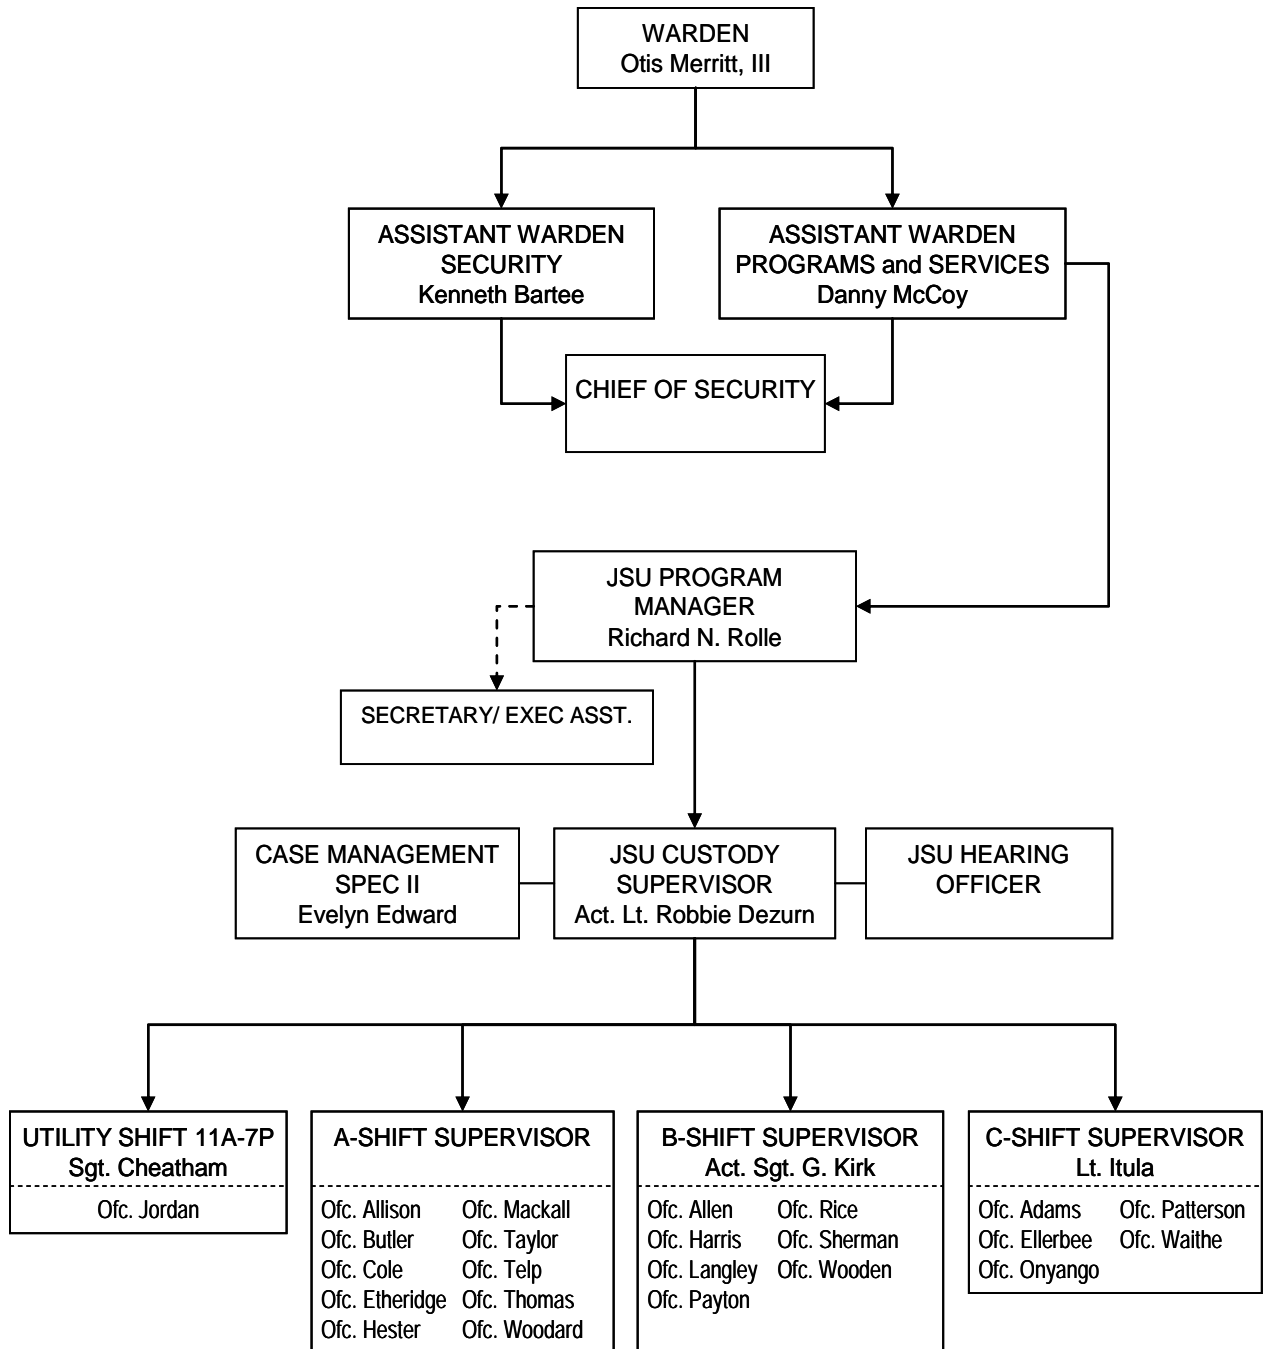 WARDEN
Otis Merritt, III
ASSISTANT WARDEN
SECURITY
Kenneth Bartee
ASSISTANT WARDEN
PROGRAMS and SERVICES
Danny McCoy
CHIEF OF SECURITY
JSU PROGRAM
MANAGER
Richard N. Rolle
SECRETARY/ EXEC ASST.
CASE MANAGEMENT
SPEC II
Evelyn Edward
JSU CUSTODY
SUPERVISOR
Act. Lt. Robbie Dezurn
JSU HEARING
OFFICER
UTILITY SHIFT 11A-7P
Sgt. Cheatham
Ofc. Jordan
A-SHIFT SUPERVISOR
Ofc. Allison
Ofc. Butler
Ofc. Cole
Ofc. Etheridge
Ofc. Hester
Ofc. Mackall
Ofc. Taylor
Ofc. Telp
Ofc. Thomas
Ofc. Woodard
B-SHIFT SUPERVISOR
Act. Sgt. G. Kirk
Ofc. Allen
Ofc. Harris
Ofc. Langley
Ofc. Payton
Ofc. Rice
Ofc. Sherman
Ofc. Wooden
C-SHIFT SUPERVISOR
Lt. Itula
Ofc. Adams
Ofc. Ellerbee
Ofc. Onyango
Ofc. Patterson
Ofc. Waithe